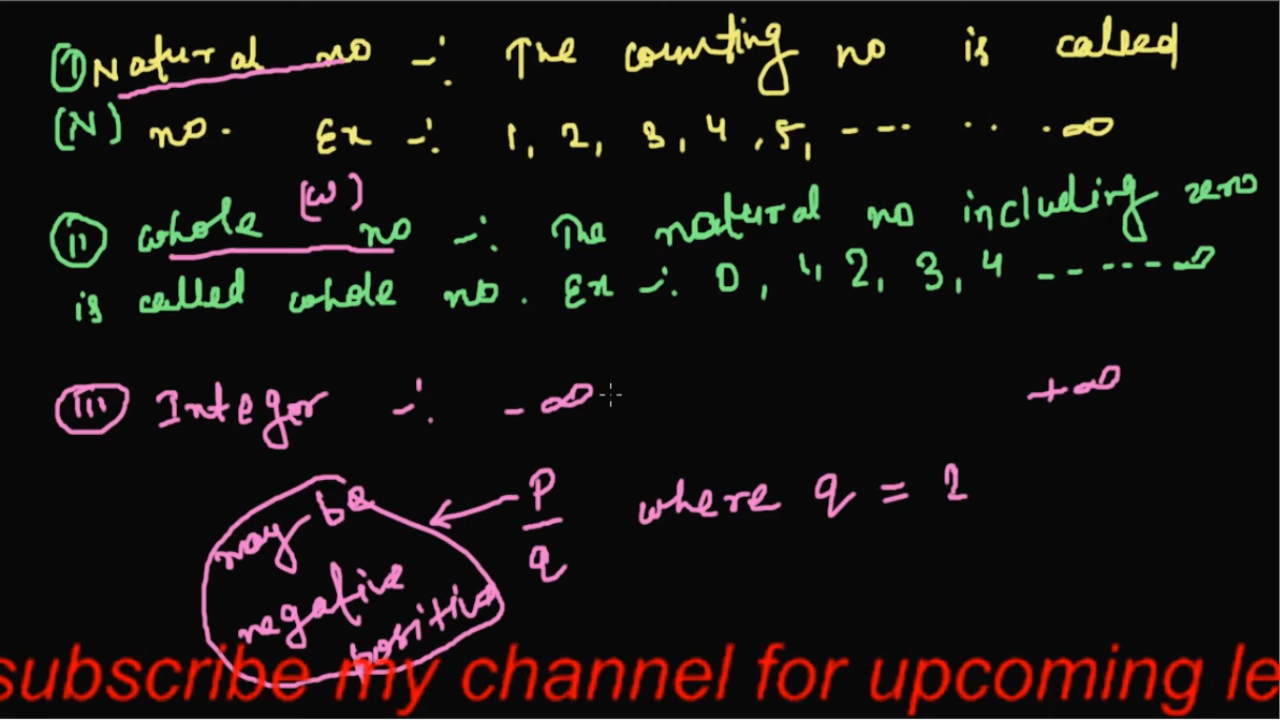 (I) Natural no -: The counting no is called
(N) no. Ex -: 1, 2, 3, 4, 5, --- .. . ∞
(II) whole (W) no -: The natural no including zero
is called whole no. Ex -: 0, 1, 2, 3, 4 ------ ∞
(III) Integer -: - ∞ + ∞
may be negative positive ← P/q where q = 1
subscribe my channel for upcoming le